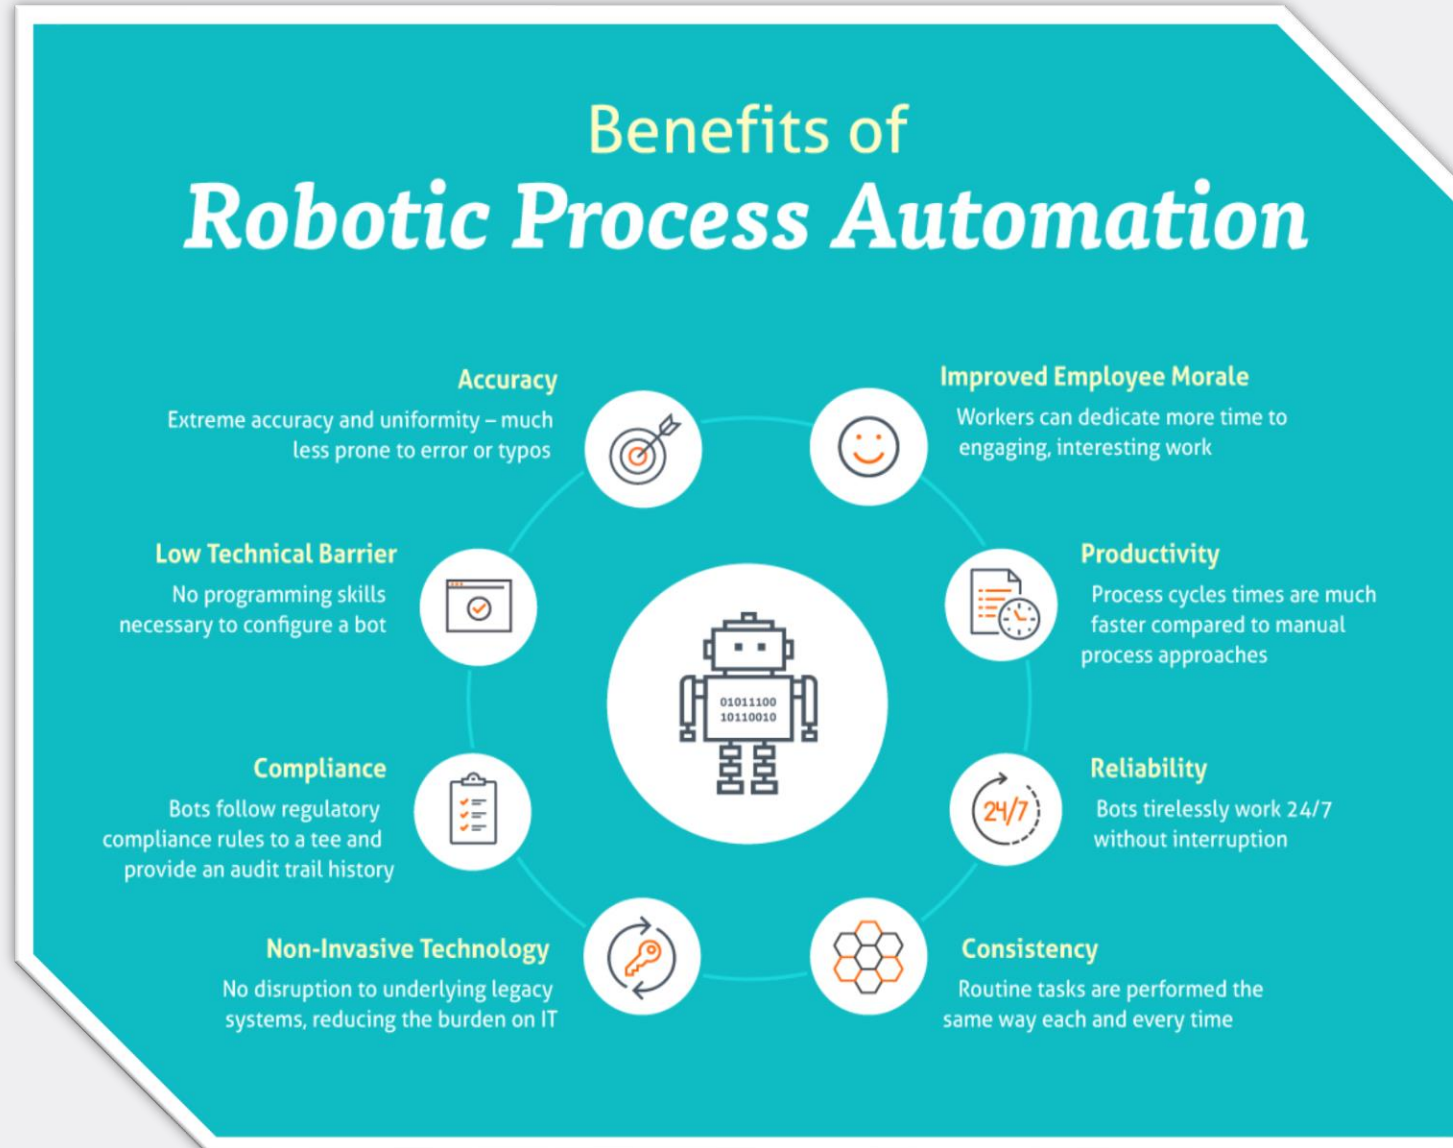 Benefits of
Robotic Process Automation
Accuracy
Extreme accuracy and uniformity – much
less prone to error or typos
Improved Employee Morale
Workers can dedicate more time to
engaging, interesting work
Low Technical Barrier
No programming skills
necessary to configure a bot
Productivity
Process cycles times are much
faster compared to manual
process approaches
01011100
10110010
Compliance
Bots follow regulatory
compliance rules to a tee and
provide an audit trail history
24/7
Reliability
Bots tirelessly work 24/7
without interruption
Non-Invasive Technology
No disruption to underlying legacy
systems, reducing the burden on IT
Consistency
Routine tasks are performed the
same way each and every time